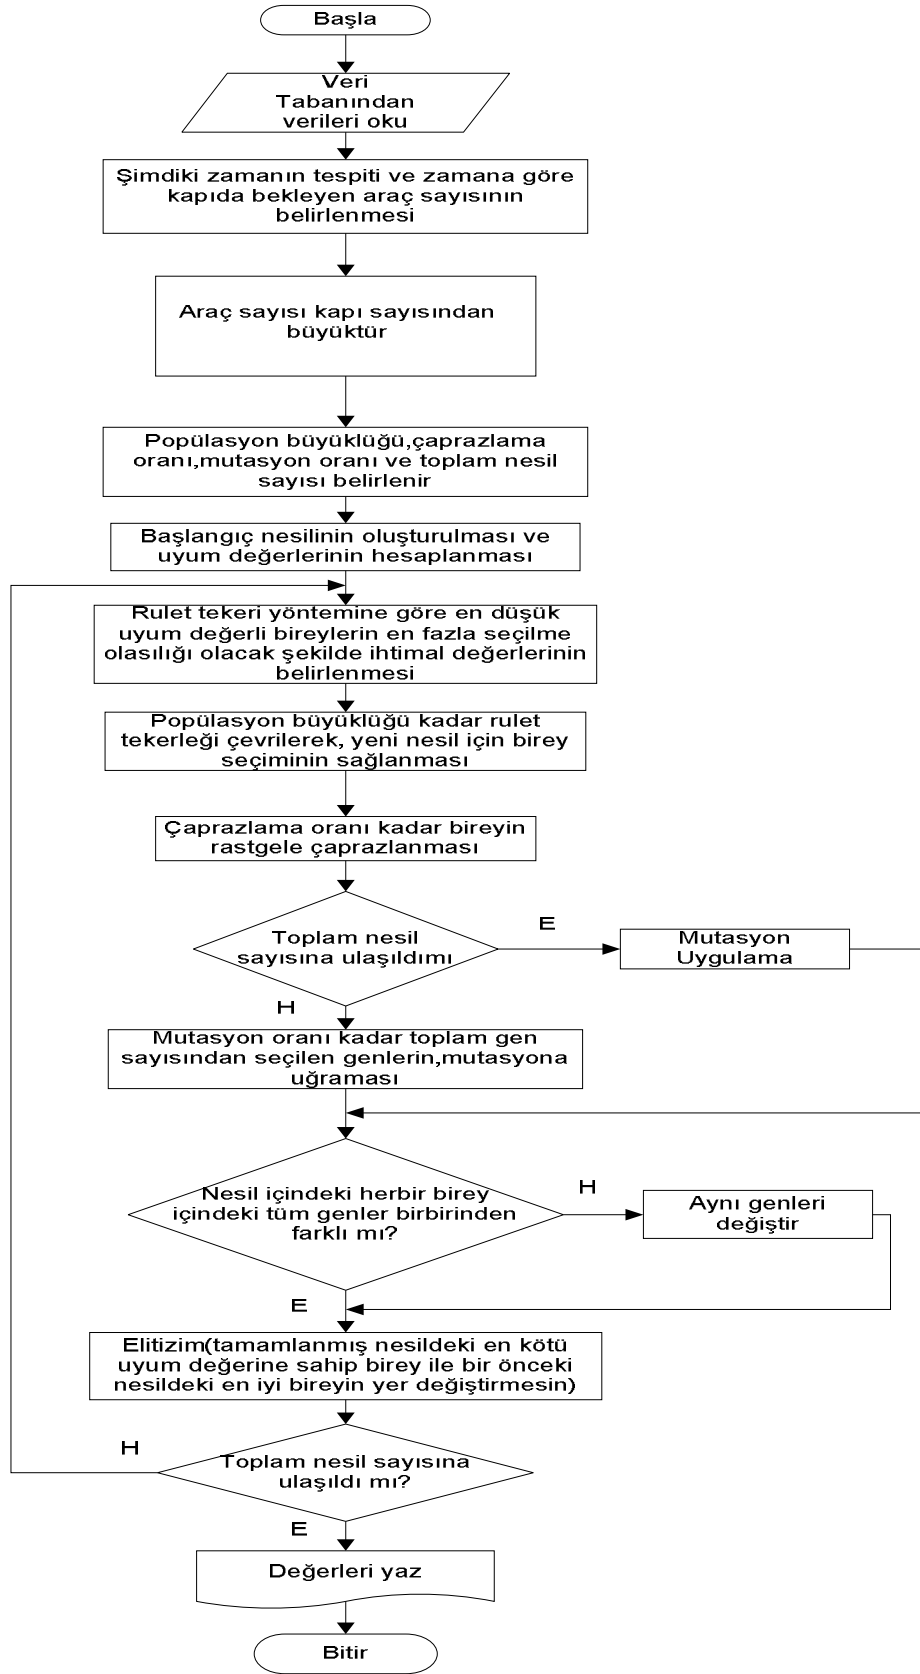 Başla
Veri
Tabanından
verileri oku
Şimdiki zamanın tespiti ve zamana göre
kapıda bekleyen araç sayısının
belirlenmesi
Araç sayısı kapı sayısından
büyüktür
Popülasyon büyüklüğü,çaprazlama
oranı,mutasyon oranı ve toplam nesil
sayısı belirlenir
Başlangıç nesilinin oluşturulması ve
uyum değerlerinin hesaplanması
Rulet tekeri yöntemine göre en düşük
uyum değerli bireylerin en fazla seçilme
olasılığı olacak şekilde ihtimal değerlerinin
belirlenmesi
Popülasyon büyüklüğü kadar rulet
tekerleği çevrilerek, yeni nesil için birey
seçiminin sağlanması
Çaprazlama oranı kadar bireyin
rastgele çaprazlanması
Toplam nesil
sayısına ulaşıldımı
E
Mutasyon
Uygulama
H
Mutasyon oranı kadar toplam gen
sayısından seçilen genlerin,mutasyona
uğraması
Nesil içindeki herbir birey
içindeki tüm genler birbirinden
farklı mı?
H
Aynı genleri
değiştir
E
Elitizim(tamamlanmış nesildeki en kötü
uyum değerine sahip birey ile bir önceki
nesildeki en iyi bireyin yer değiştirmesin)
H
Toplam nesil sayısına
ulaşıldı mı?
E
Değerleri yaz
Bitir